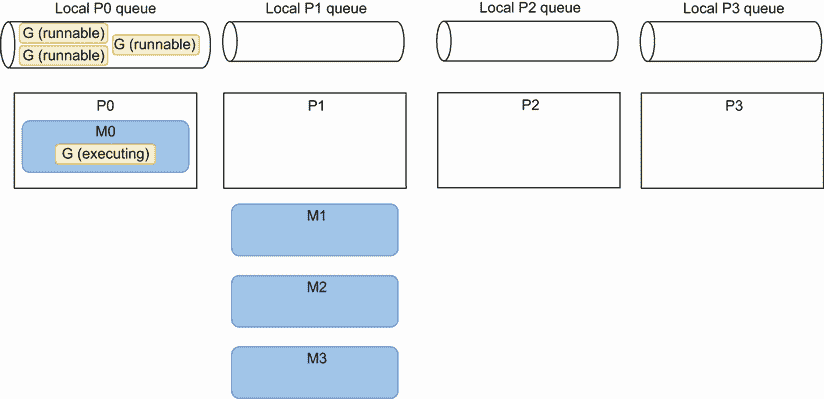 Local P0 queue
Local P1 queue
Local P2 queue
Local P3 queue
G (runnable)
G (runnable)
G (runnable)
P0
P1
P2
P3
M0
G (executing)
M1
M2
M3